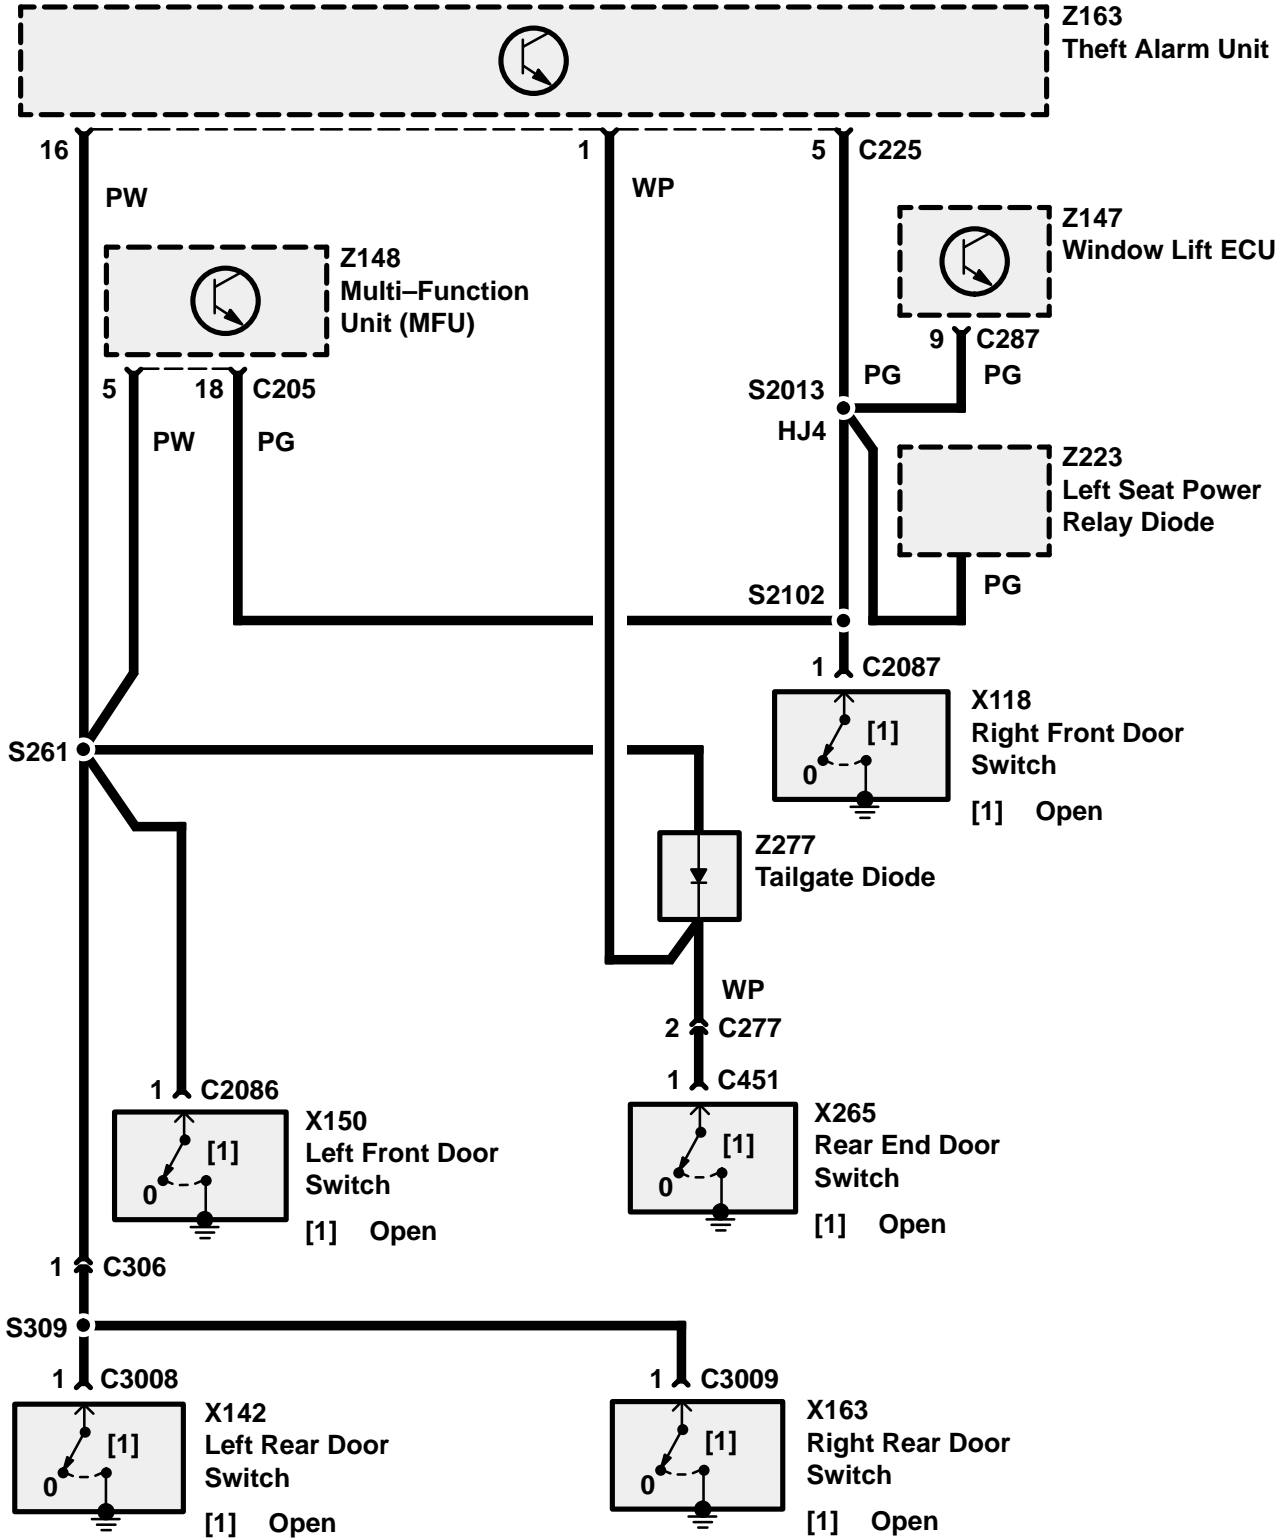 Z163
Theft Alarm Unit
16
1
5 C225
PW
WP
Z148
Multi–Function
Unit (MFU)
Z147
Window Lift ECU
9 C287
5
18 C205
PG
PG
S2013
HJ4
PW
PG
Z223
Left Seat Power
Relay Diode
PG
S2102
1 C2087
X118
Right Front Door
Switch
[1] Open
[1]
0
S261
Z277
Tailgate Diode
WP
2 C277
1 C451
1 C2086
X150
Left Front Door
Switch
[1] Open
[1]
0
X265
Rear End Door
Switch
[1] Open
[1]
0
1 C306
S309
1 C3008
1 C3009
X142
Left Rear Door
Switch
[1] Open
[1]
0
X163
Right Rear Door
Switch
[1] Open
[1]
0